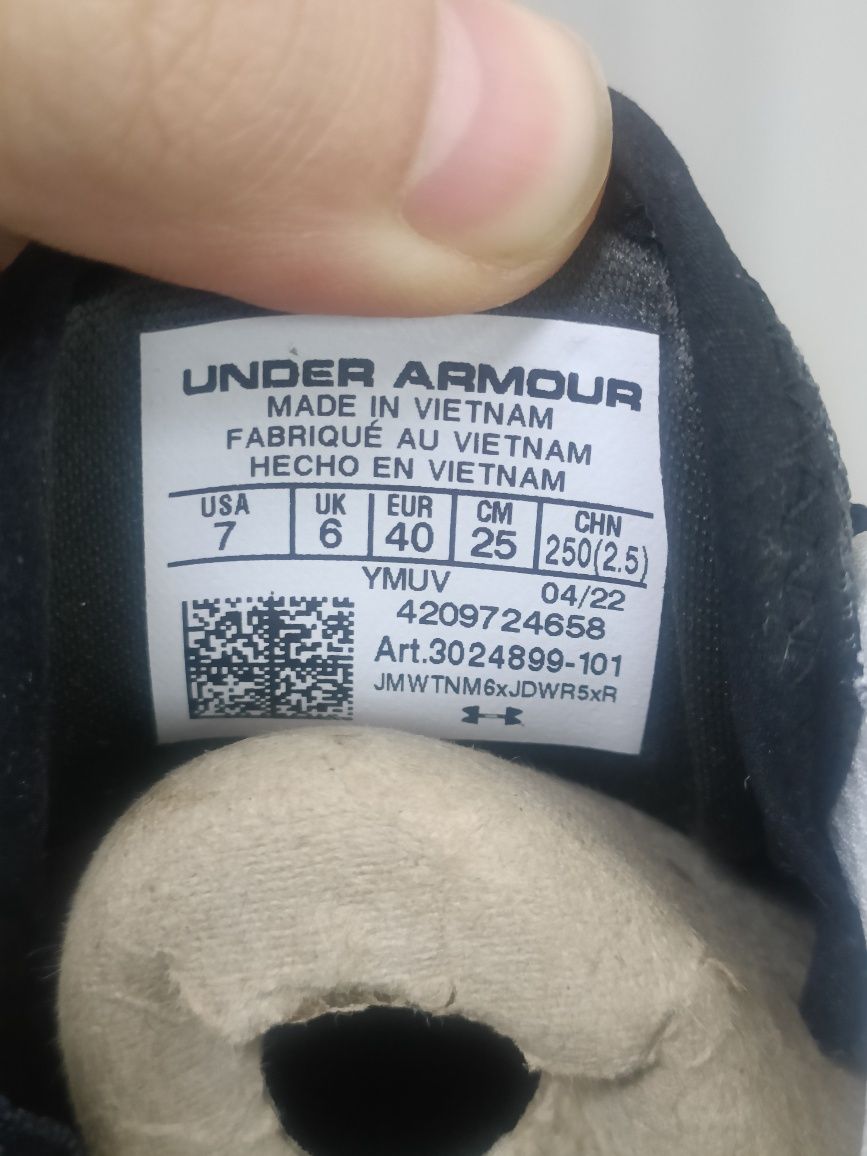 UNDER ARMOUR
MADE IN VIETNAM
FABRIQUÉ AU VIETNAM
HECHO EN VIETNAM
USA UK EUR CM CHN
7 6 40 25 250(2.5)
YMUV 04/22
4209724658
Art.3024899-101
JMWTNM6xJDWR5xR